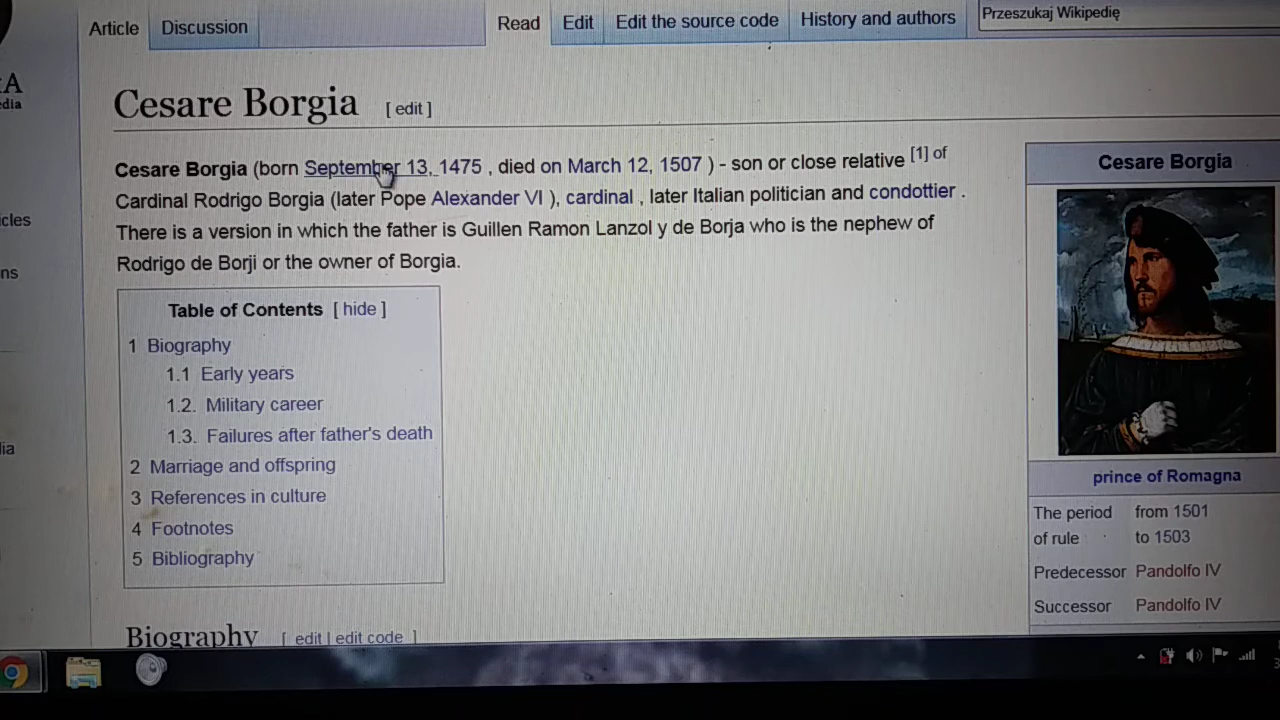 Article Discussion Read Edit Edit the source code History and authors Przeszukaj Wikipedię
Cesare Borgia [ edit ]
Cesare Borgia (born September 13, 1475 , died on March 12, 1507 ) - son or close relative [1] of
Cardinal Rodrigo Borgia (later Pope Alexander VI ), cardinal , later Italian politician and condottier .
There is a version in which the father is Guillen Ramon Lanzol y de Borja who is the nephew of
Rodrigo de Borji or the owner of Borgia.
Table of Contents [ hide ]
1 Biography
1.1 Early years
1.2. Military career
1.3. Failures after father's death
2 Marriage and offspring
3 References in culture
4 Footnotes
5 Bibliography
Biography [ edit | edit code ]
Cesare Borgia
prince of Romagna
The period of rule from 1501 to 1503
Predecessor Pandolfo IV
Successor Pandolfo IV